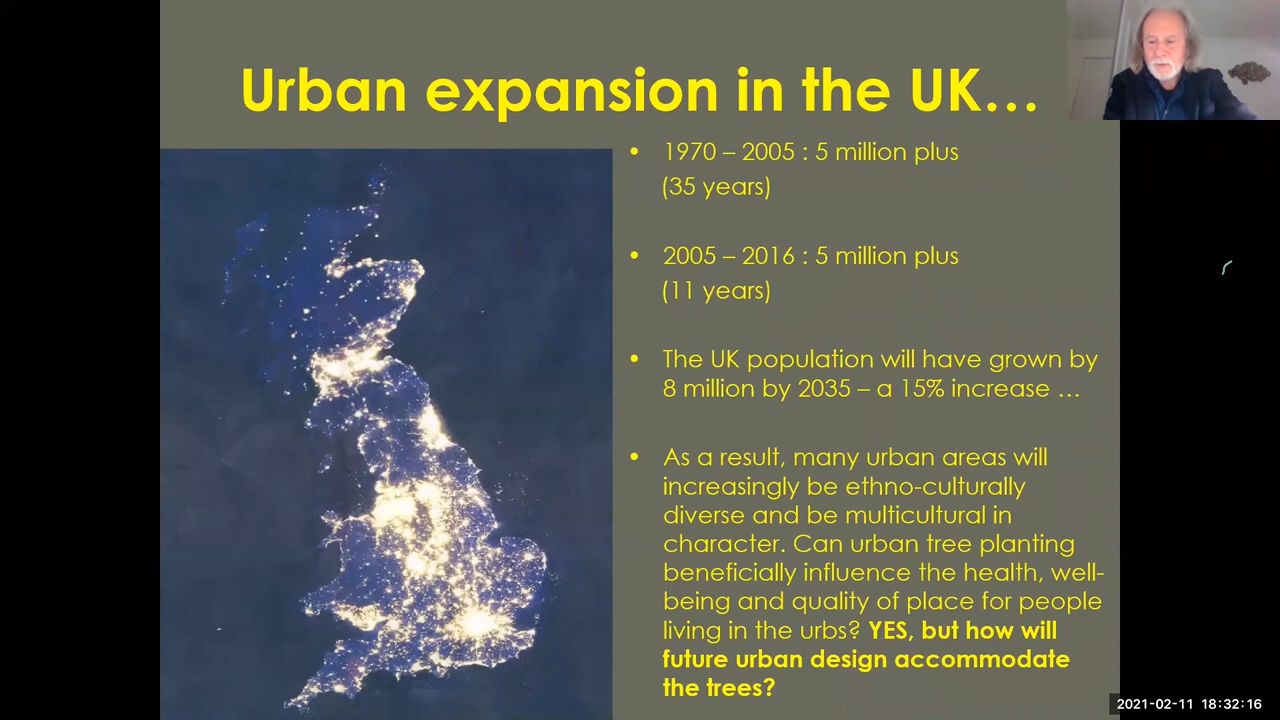 Urban expansion in the UK…
• 1970 – 2005 : 5 million plus
(35 years)
• 2005 – 2016 : 5 million plus
(11 years)
• The UK population will have grown by
8 million by 2035 – a 15% increase …
• As a result, many urban areas will
increasingly be ethno-culturally
diverse and be multicultural in
character. Can urban tree planting
beneficially influence the health, well-
being and quality of place for people
living in the urbs? YES, but how will
future urban design accommodate
the trees?
2021-02-11 18:32:16